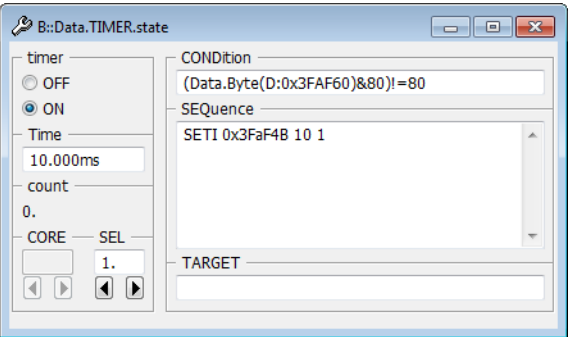 B::Data.TIMER.state
timer
OFF
ON
Time
10.000ms
count
0.
CORE
SEL
1.
CONDition
(Data.Byte(D:0x3FAF60)&80)!=80
SEQuence
SETI 0x3FaF4B 10 1
TARGET